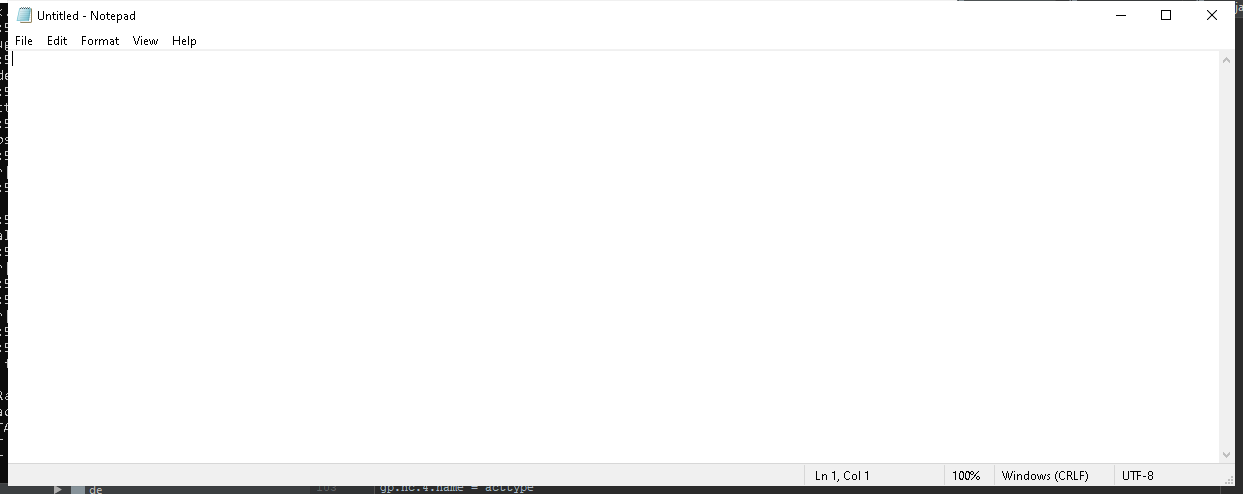 Untitled - Notepad
File Edit Format View Help
Ln 1, Col 1 100% Windows (CRLF) UTF-8
de
103 gp.nc.4.name = acctype